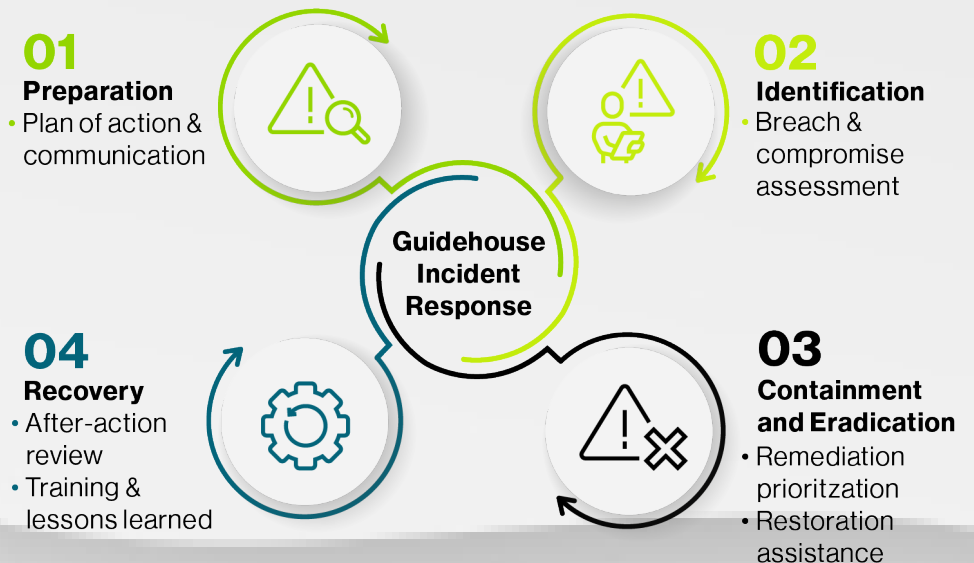 01
Preparation
• Plan of action &
communication
02
Identification
• Breach &
compromise
assessment
Guidehouse
Incident
Response
03
Containment
and Eradication
• Remediation
prioritzation
• Restoration
assistance
04
Recovery
• After-action
review
• Training &
lessons learned